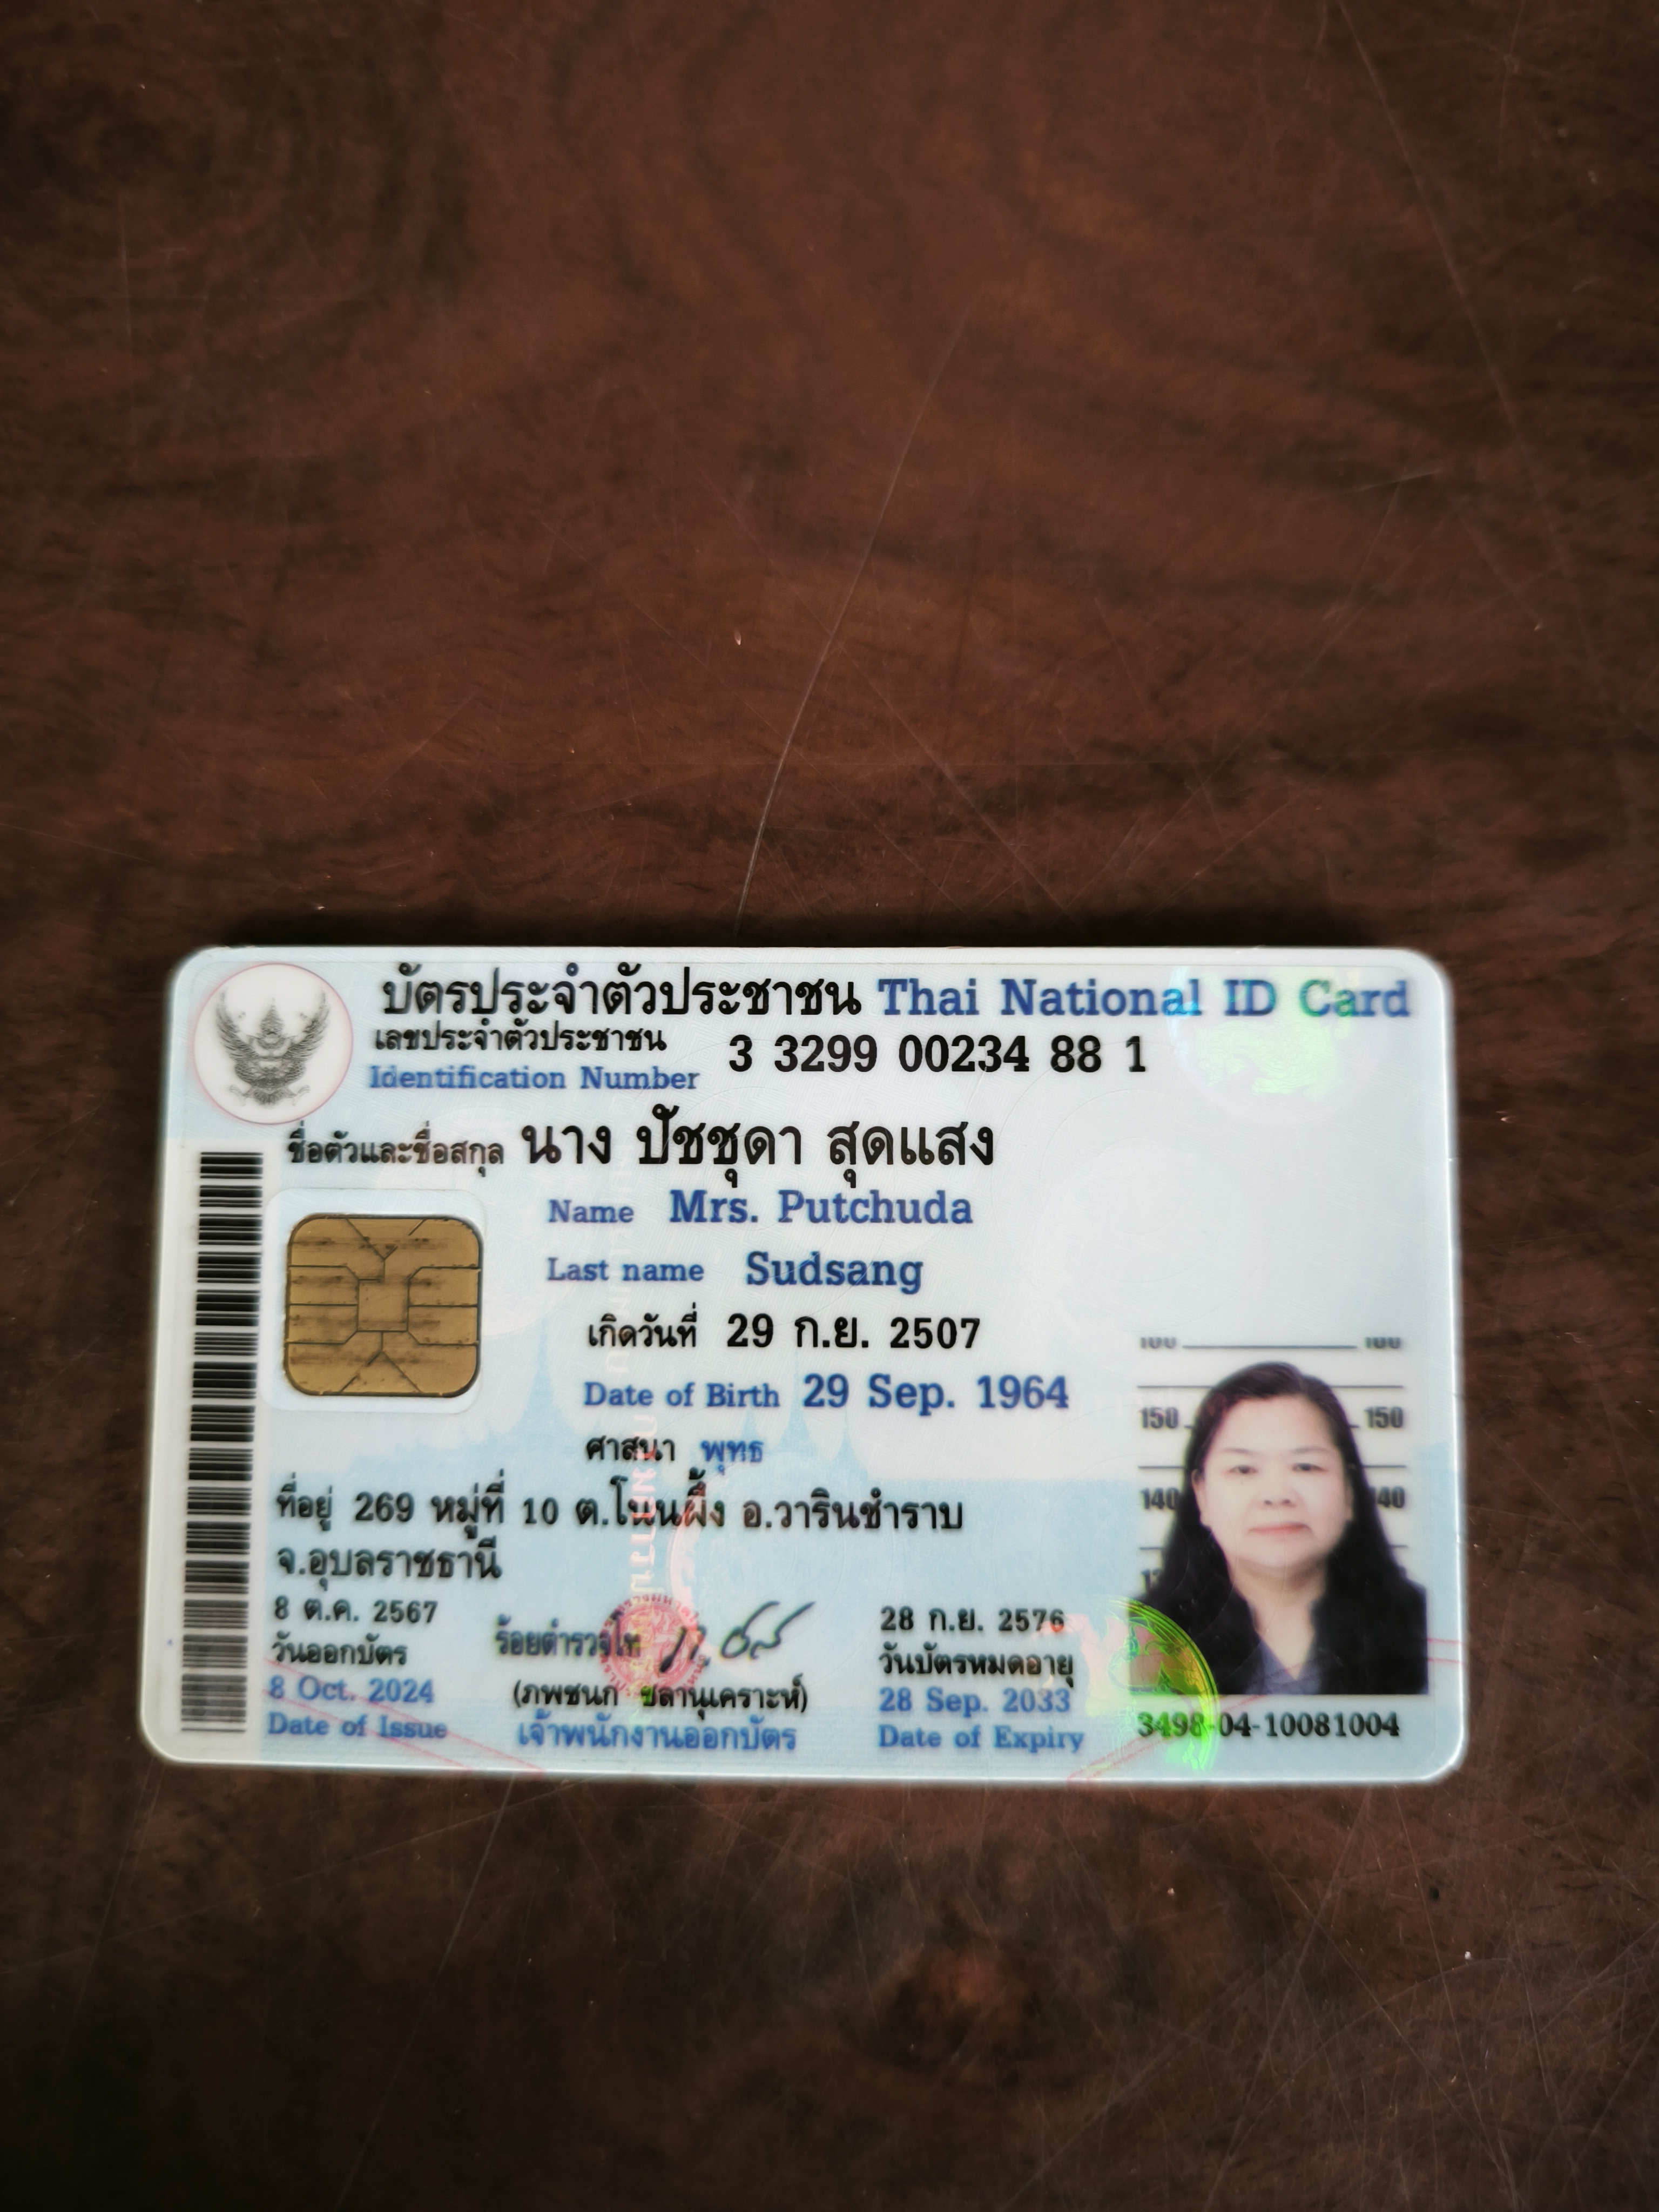 บัตรประจำตัวประชาชน Thai National ID Card
เลขประจำตัวประชาชน 3 3299 00234 88 1
Identification Number
ชื่อตัวและชื่อสกุล นาง ปัชชุดา สุดแสง
Name Mrs. Putchuda
Last name Sudsang
เกิดวันที่ 29 ก.ย. 2507
Date of Birth 29 Sep. 1964
ศาสนา พุทธ
ที่อยู่ 269 หมู่ที่ 10 ต.โนนผึ้ง อ.วารินชำราบ
จ.อุบลราชธานี
8 ต.ค. 2567
วันออกบัตร
8 Oct. 2024
Date of Issue
ร้อยตำรวจโท
(ภพชนก ชลานุเคราะห์)
เจ้าพนักงานออกบัตร
28 ก.ย. 2576
วันบัตรหมดอายุ
28 Sep. 2033
Date of Expiry
150 150
140 40
3498-04-10081004